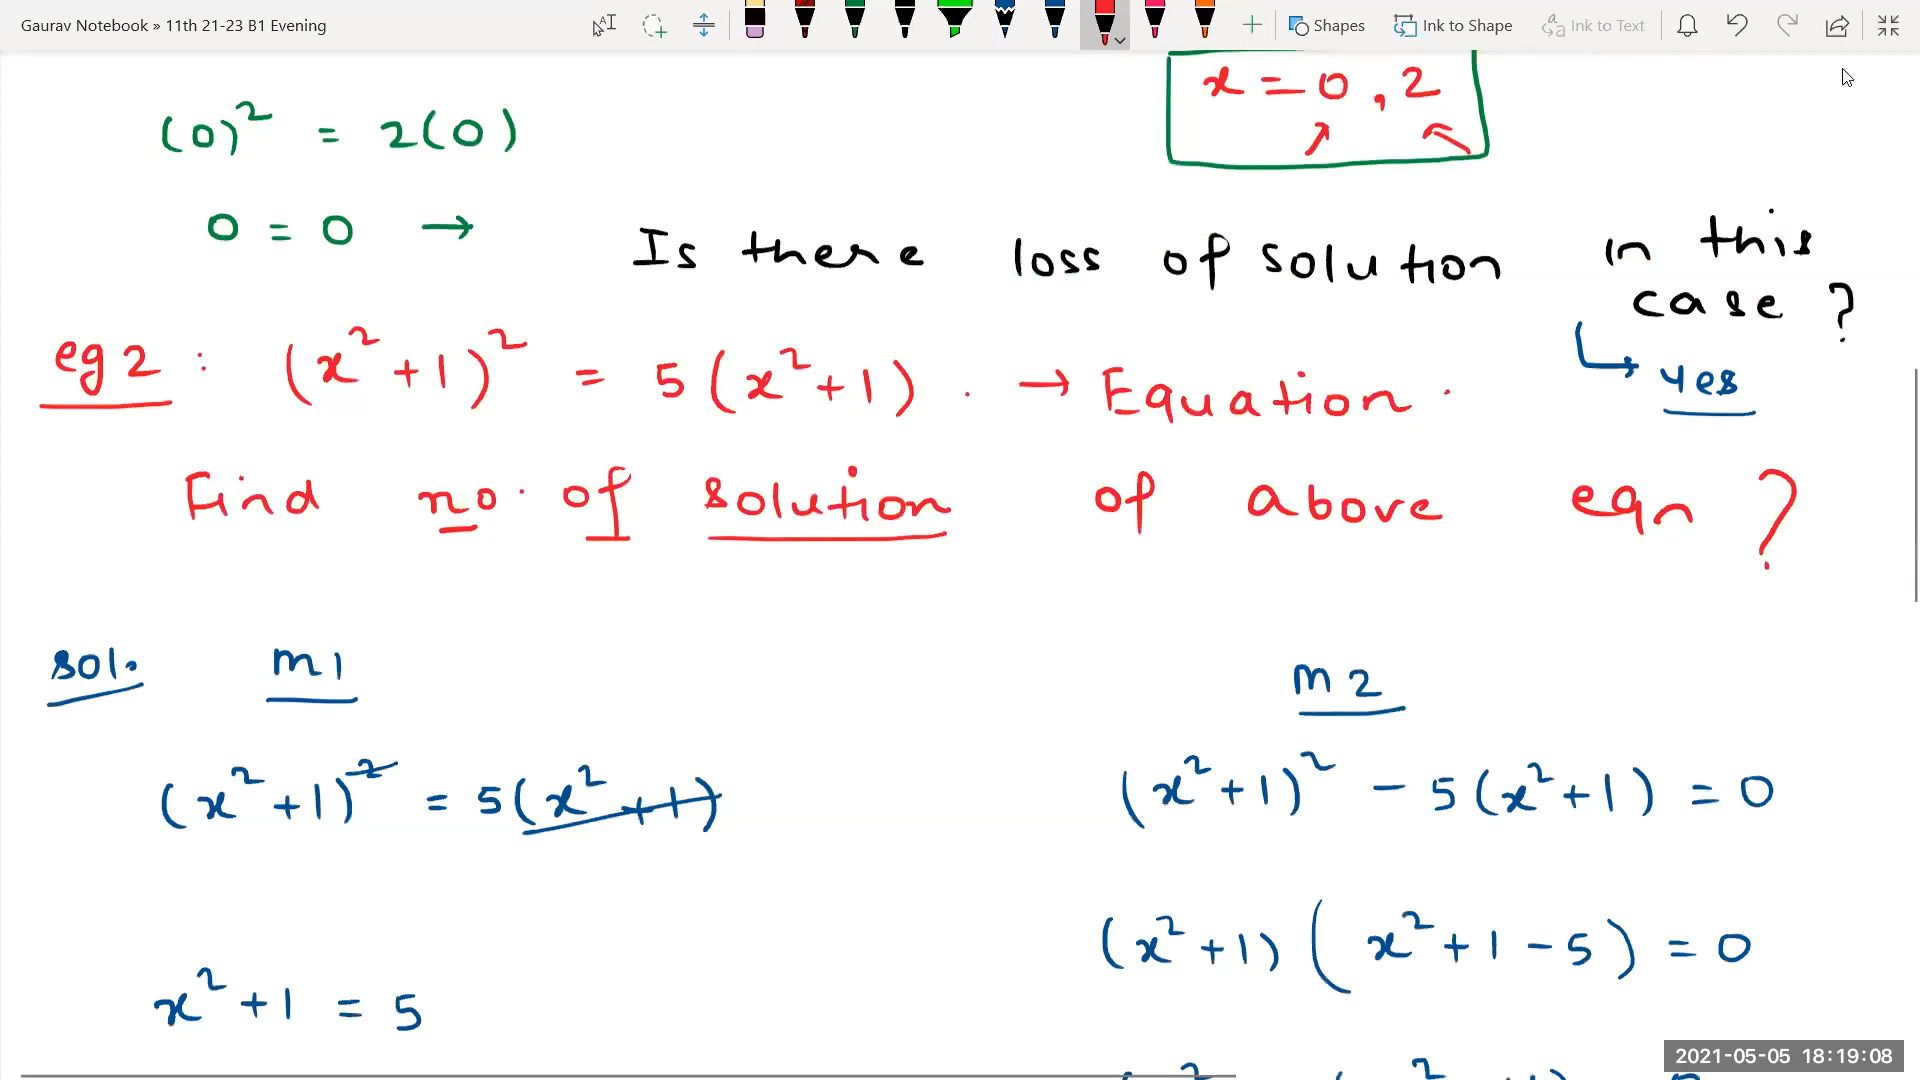 Gaurav Notebook » 11th 21-23 B1 Evening
Shapes Ink to Shape Ink to Text
x = 0 , 2
(0)² = 2(0)
0 = 0 →
Is there loss of solution in this case ?
yes
eg 2 : (x² + 1)² = 5 (x² + 1) . → Equation .
Find no. of solution of above eqn ?
sol. m1
m2
(x² + 1)² = 5(x² + 1)
(x² + 1)² - 5(x² + 1) = 0
(x² + 1) ( x² + 1 - 5 ) = 0
x² + 1 = 5
2021-05-05 18:19:08